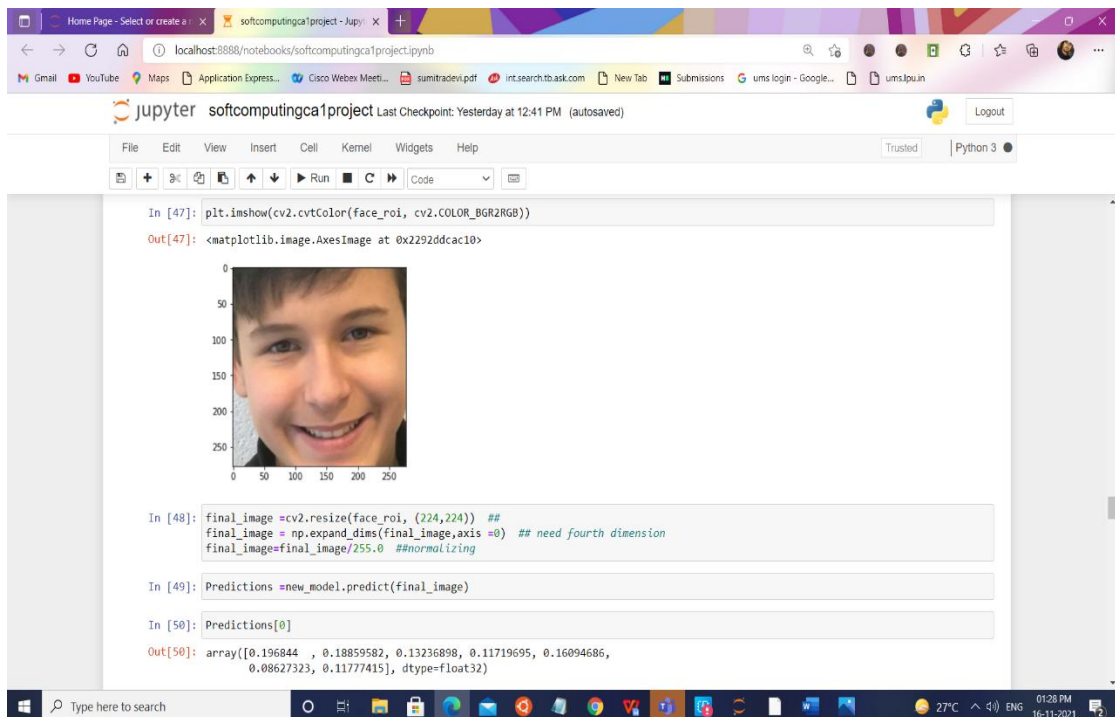 Home Page - Select or create a n
softcomputingca1project - Jupy
localhost:8888/notebooks/softcomputingca1project.ipynb
Gmail YouTube Maps Application Express... Cisco Webex Meeti... sumitradevi.pdf int.search.tb.ask.com New Tab Submissions ums login - Google... ums.lpu.in
jupyter softcomputingca1project Last Checkpoint: Yesterday at 12:41 PM (autosaved) Logout
File Edit View Insert Cell Kernel Widgets Help Trusted Python 3
Run Code
In [47]: plt.imshow(cv2.cvtColor(face_roi, cv2.COLOR_BGR2RGB))
Out[47]: <matplotlib.image.AxesImage at 0x2292ddcac10>
0
50
100
150
200
250
0 50 100 150 200 250
In [48]: final_image =cv2.resize(face_roi, (224,224)) ##
final_image = np.expand_dims(final_image,axis =0) ## need fourth dimension
final_image=final_image/255.0 ##normalizing
In [49]: Predictions =new_model.predict(final_image)
In [50]: Predictions[0]
Out[50]: array([0.196844 , 0.18859582, 0.13236898, 0.11719695, 0.16094686,
0.08627323, 0.11777415], dtype=float32)
Type here to search 27°C ENG 01:28 PM
16-11-2021